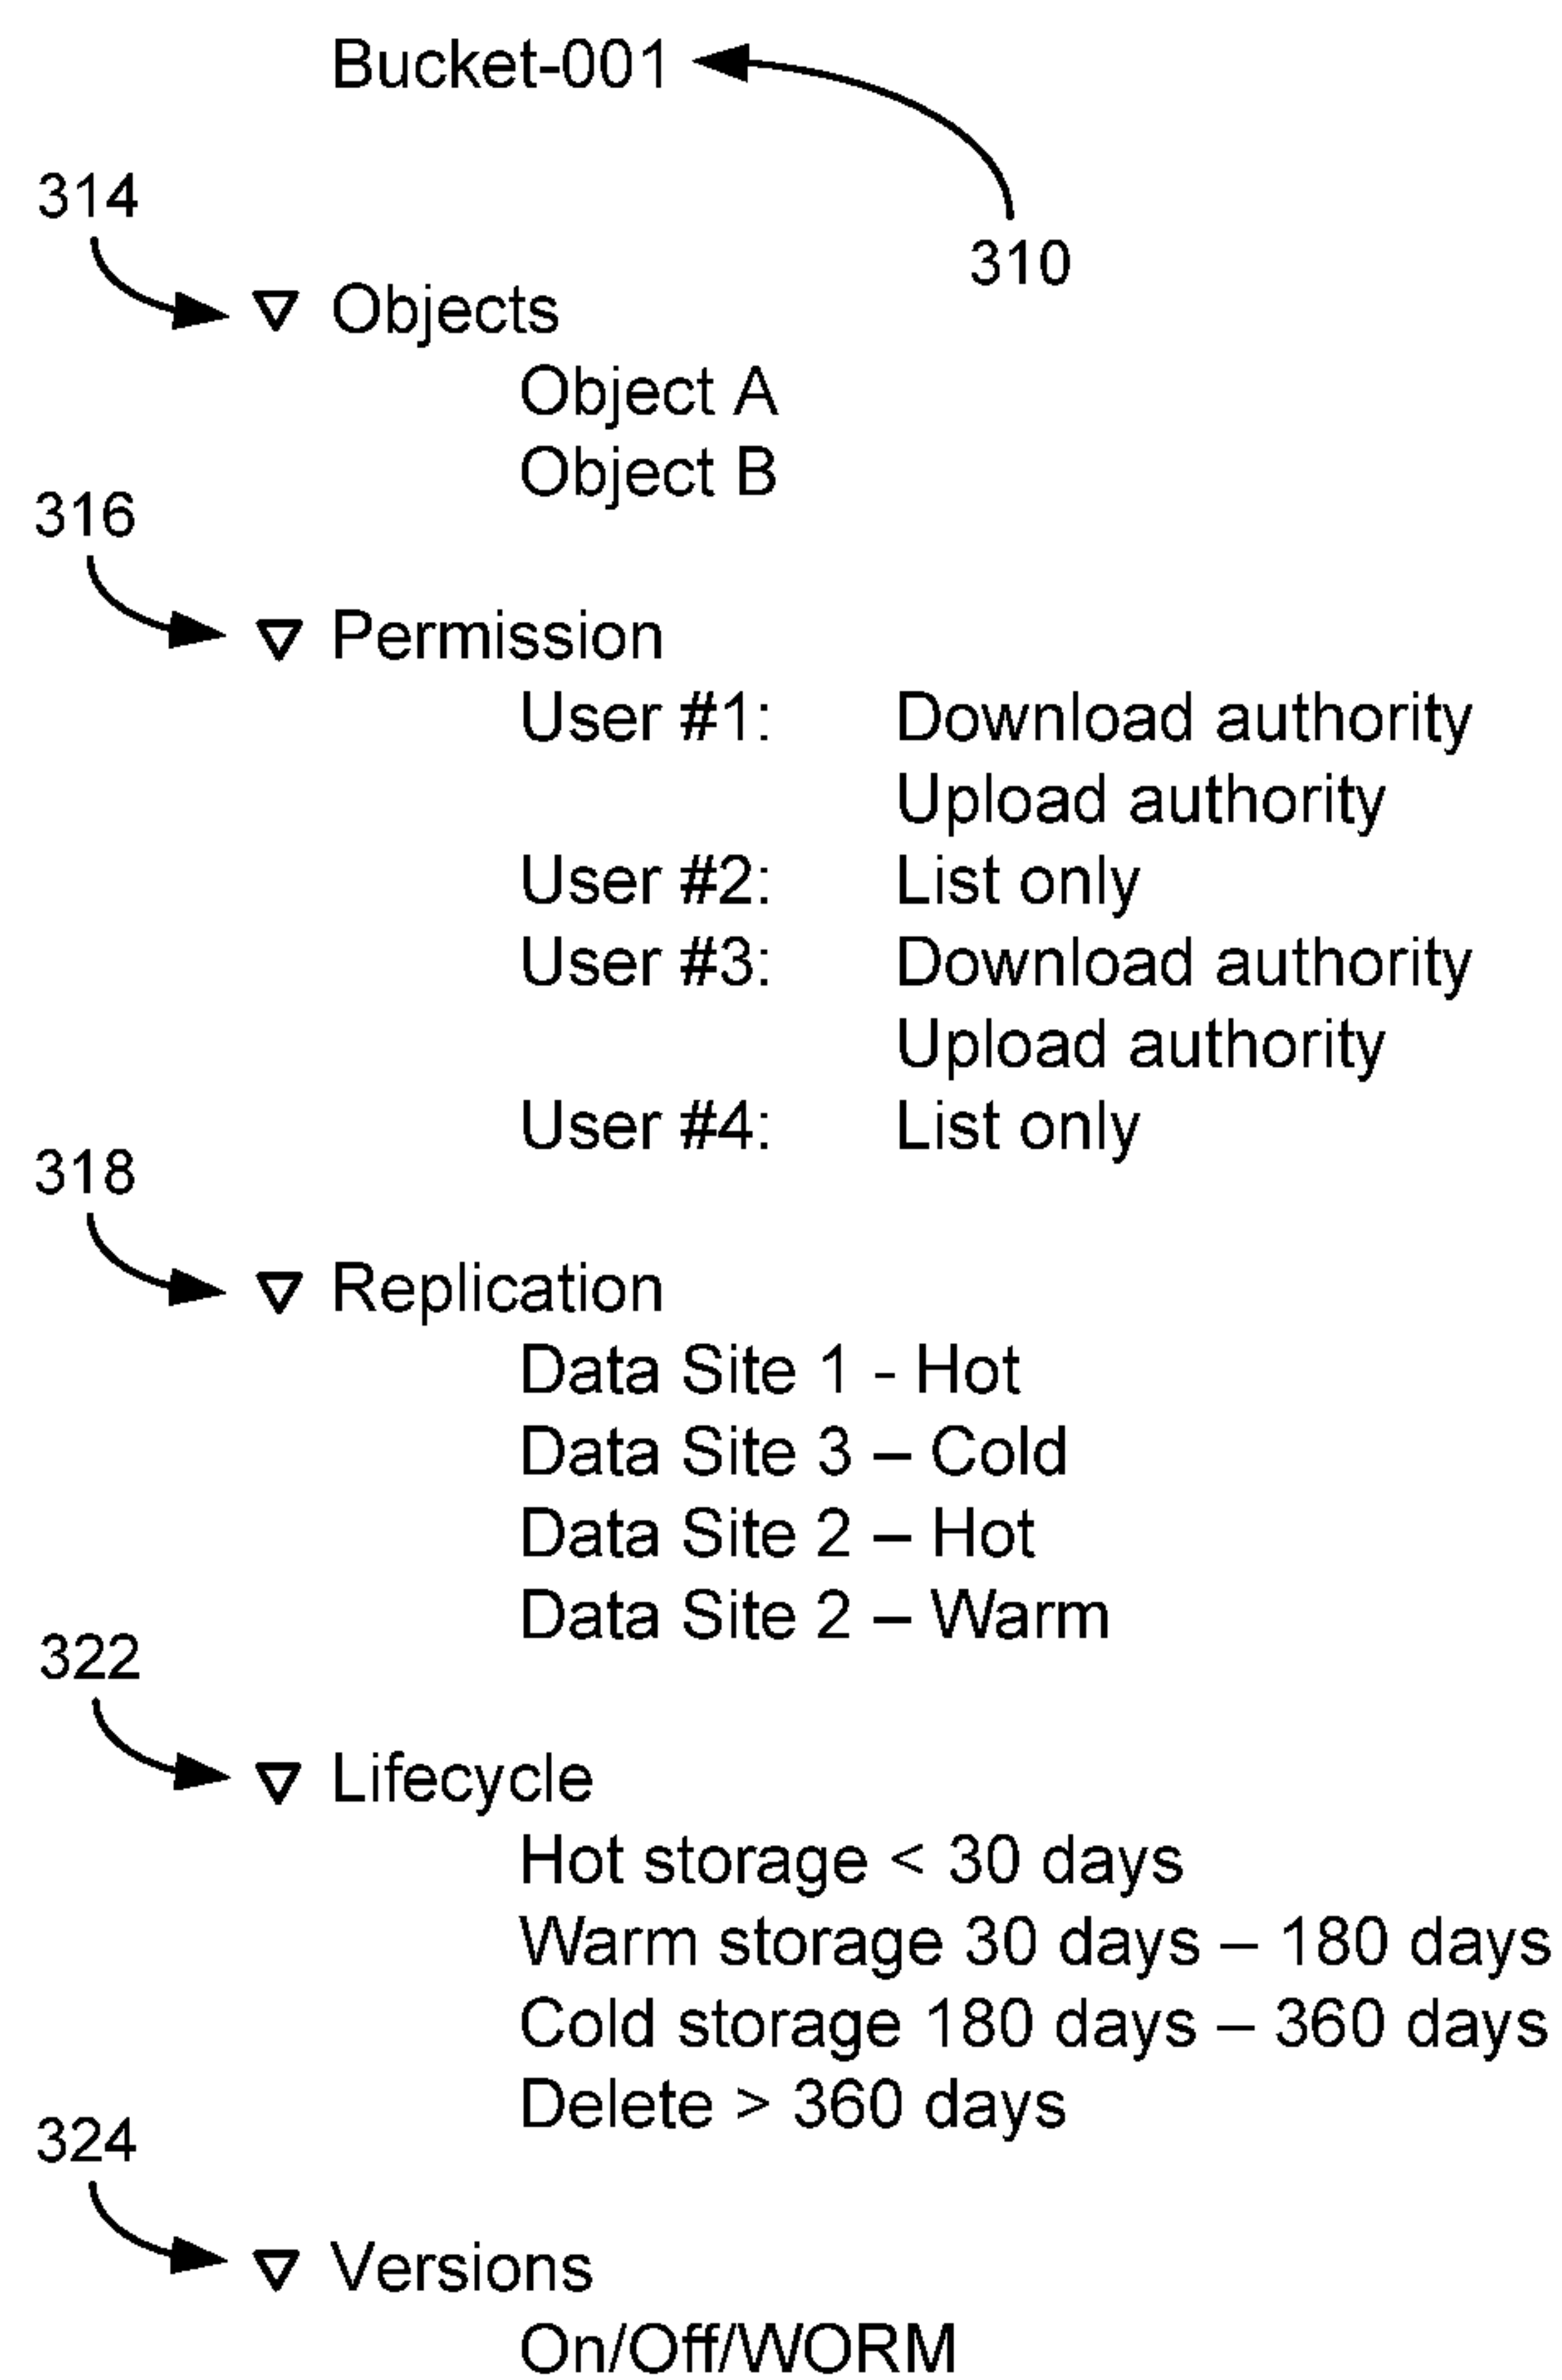 Bucket-001
314
310
▽ Objects
Object A
Object B
316
▽ Permission
User #1: Download authority
Upload authority
User #2: List only
User #3: Download authority
Upload authority
User #4: List only
318
▽ Replication
Data Site 1 - Hot
Data Site 3 – Cold
Data Site 2 – Hot
Data Site 2 – Warm
322
▽ Lifecycle
Hot storage < 30 days
Warm storage 30 days – 180 days
Cold storage 180 days – 360 days
Delete > 360 days
324
▽ Versions
On/Off/WORM